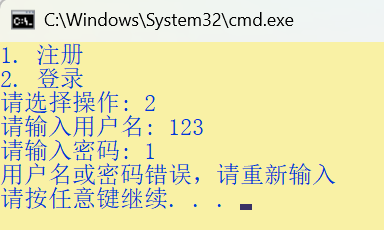 C:\Windows\System32\cmd.exe
1. 注册
2. 登录
请选择操作: 2
请输入用户名: 123
请输入密码: 1
用户名或密码错误，请重新输入
请按任意键继续. . .